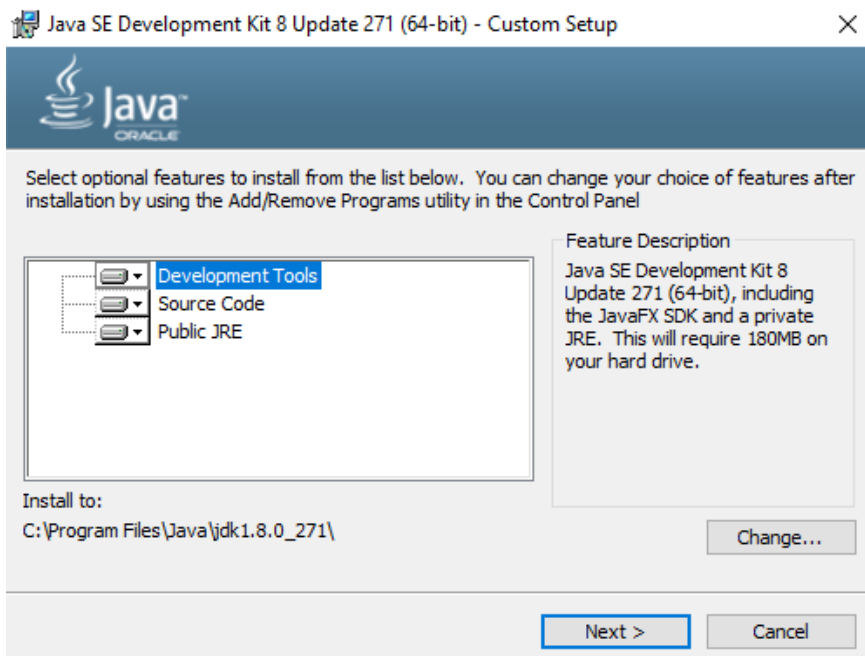 Java SE Development Kit 8 Update 271 (64-bit) - Custom Setup
Java™
ORACLE
Select optional features to install from the list below.  You can change your choice of features after
installation by using the Add/Remove Programs utility in the Control Panel
Development Tools
Source Code
Public JRE
Feature Description
Java SE Development Kit 8
Update 271 (64-bit), including
the JavaFX SDK and a private
JRE.  This will require 180MB on
your hard drive.
Install to:
C:\Program Files\Java\jdk1.8.0_271\
Change...
Next >
Cancel